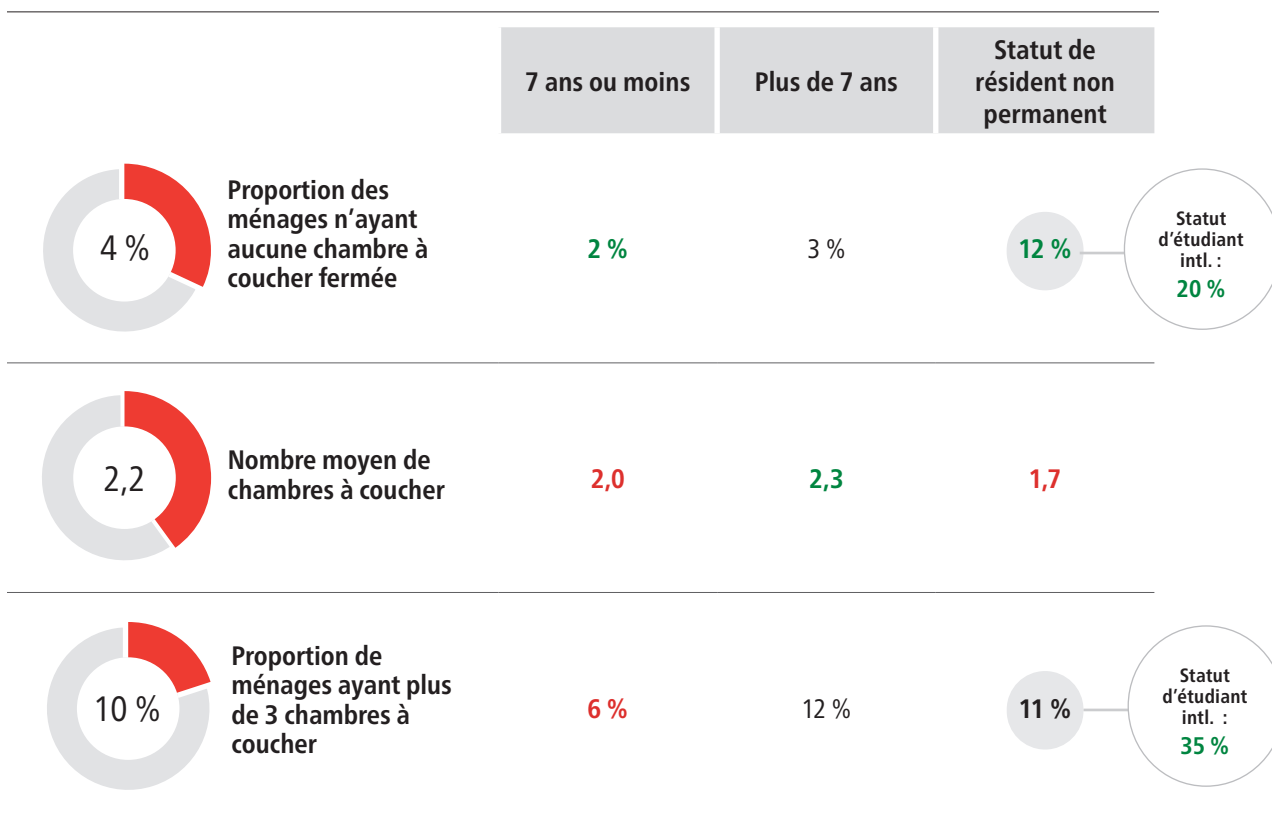 7 ans ou moins
Plus de 7 ans
Statut de
résident non
permanent
4 %
Proportion des
ménages n’ayant
aucune chambre à
coucher fermée
2 %
3 %
12 %
Statut
d’étudiant
intl. :
20 %
2,2
Nombre moyen de
chambres à coucher
2,0
2,3
1,7
10 %
Proportion de
ménages ayant plus
de 3 chambres à
coucher
6 %
12 %
11 %
Statut
d’étudiant
intl. :
35 %